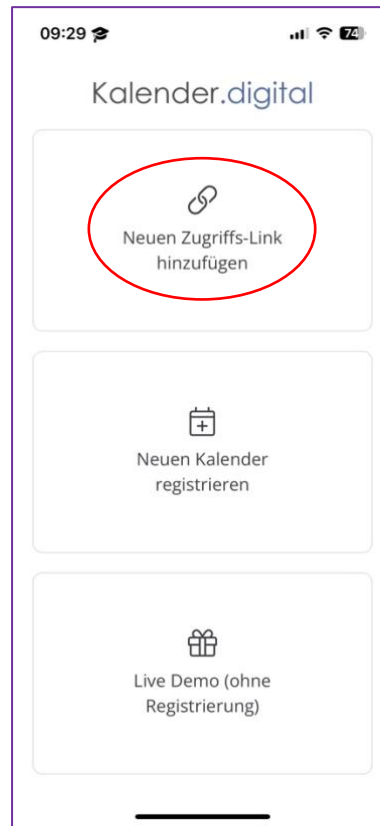 09:29 74
Kalender.digital
Neuen Zugriffs-Link
hinzufügen
Neuen Kalender
registrieren
Live Demo (ohne
Registrierung)